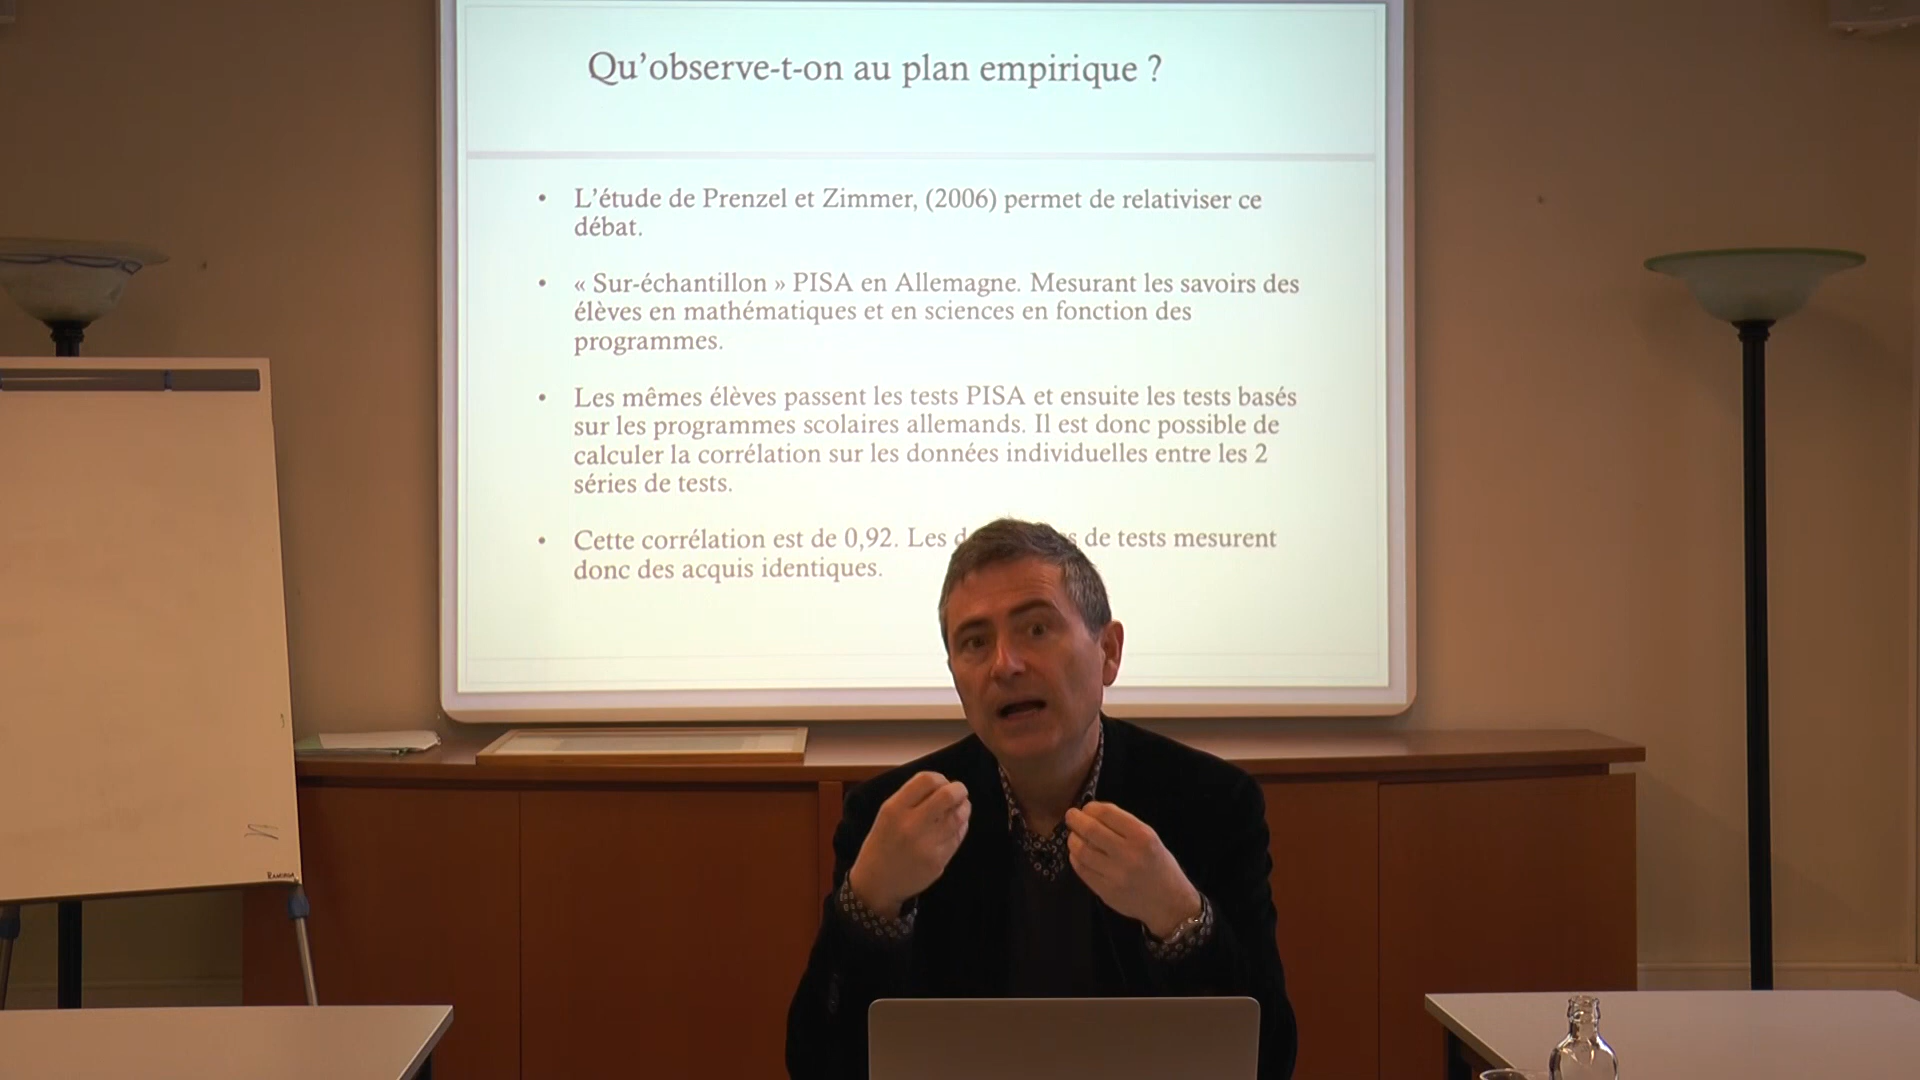 Qu’observe-t-on au plan empirique ?
• L’étude de Prenzel et Zimmer, (2006) permet de relativiser ce
débat.
• « Sur-échantillon » PISA en Allemagne. Mesurant les savoirs des
élèves en mathématiques et en sciences en fonction des
programmes.
• Les mêmes élèves passent les tests PISA et ensuite les tests basés
sur les programmes scolaires allemands. Il est donc possible de
calculer la corrélation sur les données individuelles entre les 2
séries de tests.
• Cette corrélation est de 0,92. Les de tests mesurent
donc des acquis identiques.